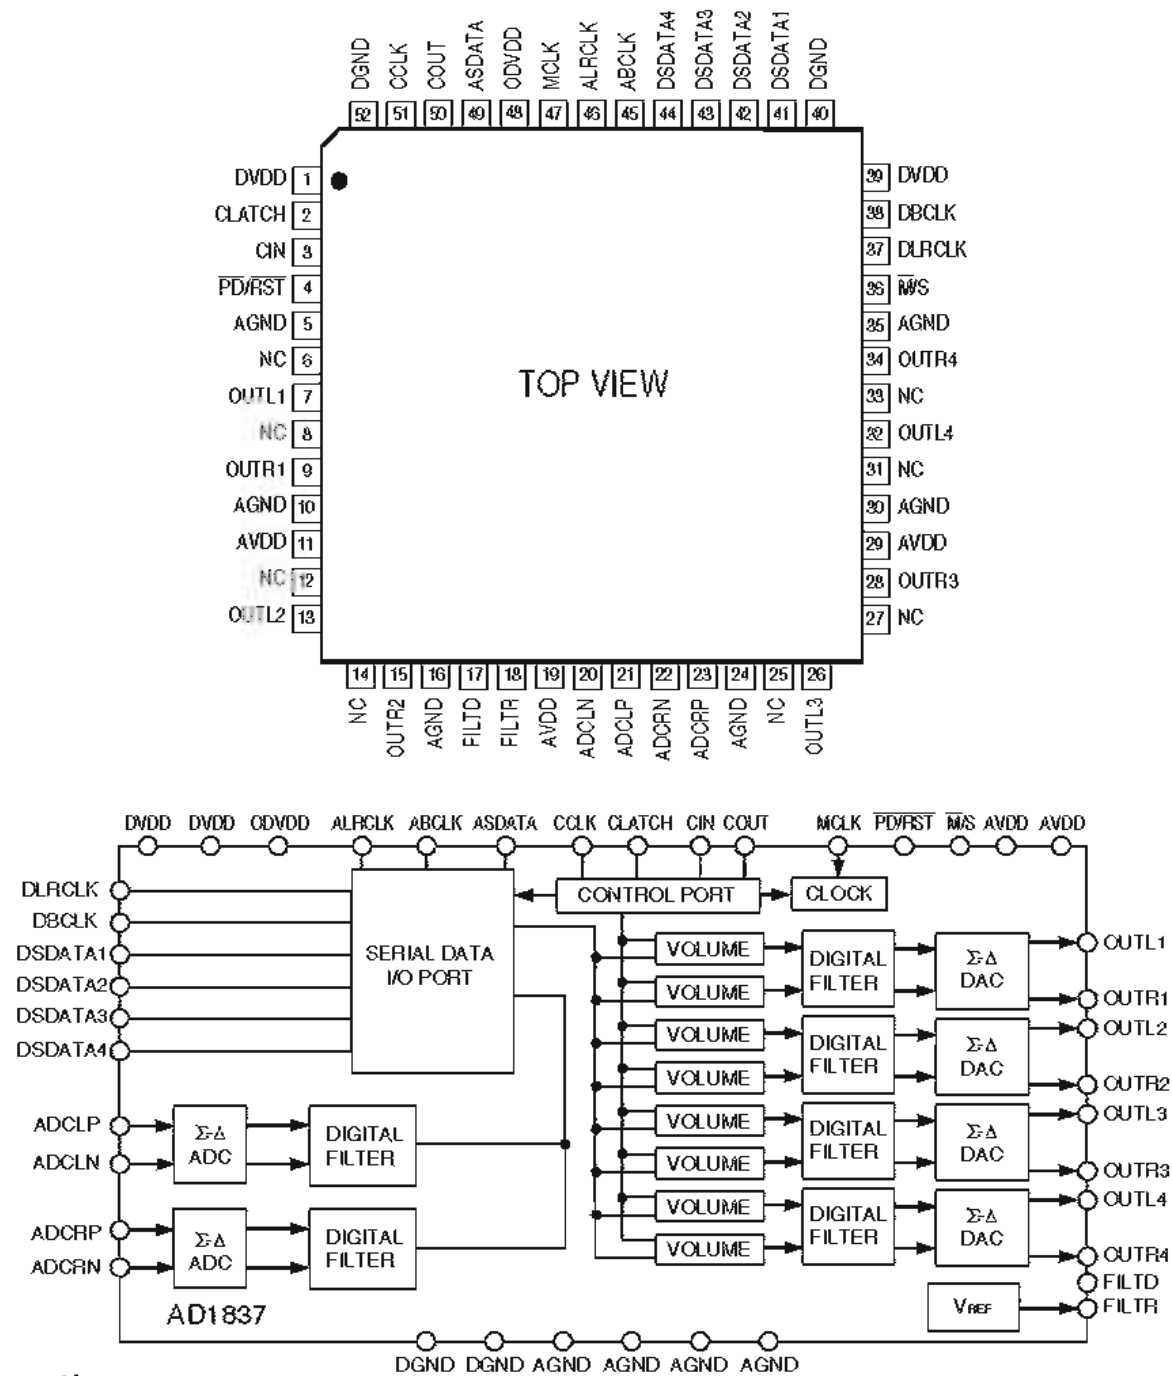 DGND CCLK COUT ASDATA ODVDD MCLK ALRCLK ABCLK DSDATA4 DSDATA3 DSDATA2 DSDATA1 DGND
52 51 50 49 48 47 46 45 44 43 42 41 40
DVDD 1 39 DVDD
CLATCH 2 38 DBCLK
CIN 3 37 DLRCLK
PD/RST 4 36 M/S
AGND 5 35 AGND
NC 6 34 OUTR4
OUTL1 7 33 NC
TOP VIEW
NC 8 32 OUTL4
OUTR1 9 31 NC
AGND 10 30 AGND
AVDD 11 29 AVDD
NC 12 28 OUTR3
OUTL2 13 27 NC
14 15 16 17 18 19 20 21 22 23 24 25 26
NC OUTR2 AGND FILTD FILTR AVDD ADCLN ADCLP ADCRN ADCRP AGND NC OUTL3
DVDD DVDD ODVDD ALRCLK ABCLK ASDATA CCLK CLATCH CIN COUT MCLK PD/RST M/S AVDD AVDD
DLRCLK
DBCLK
DSDATA1
DSDATA2
DSDATA3
DSDATA4
SERIAL DATA
I/O PORT
CONTROL PORT
CLOCK
VOLUME
VOLUME
DIGITAL
FILTER
Σ-Δ
DAC
OUTL1
OUTR1
VOLUME
VOLUME
DIGITAL
FILTER
Σ-Δ
DAC
OUTL2
OUTR2
VOLUME
VOLUME
DIGITAL
FILTER
Σ-Δ
DAC
OUTL3
OUTR3
VOLUME
VOLUME
DIGITAL
FILTER
Σ-Δ
DAC
OUTL4
OUTR4
ADCLP
ADCLN
Σ-Δ
ADC
DIGITAL
FILTER
ADCRP
ADCRN
Σ-Δ
ADC
DIGITAL
FILTER
AD1837
VREF
FILTD
FILTR
DGND DGND AGND AGND AGND AGND